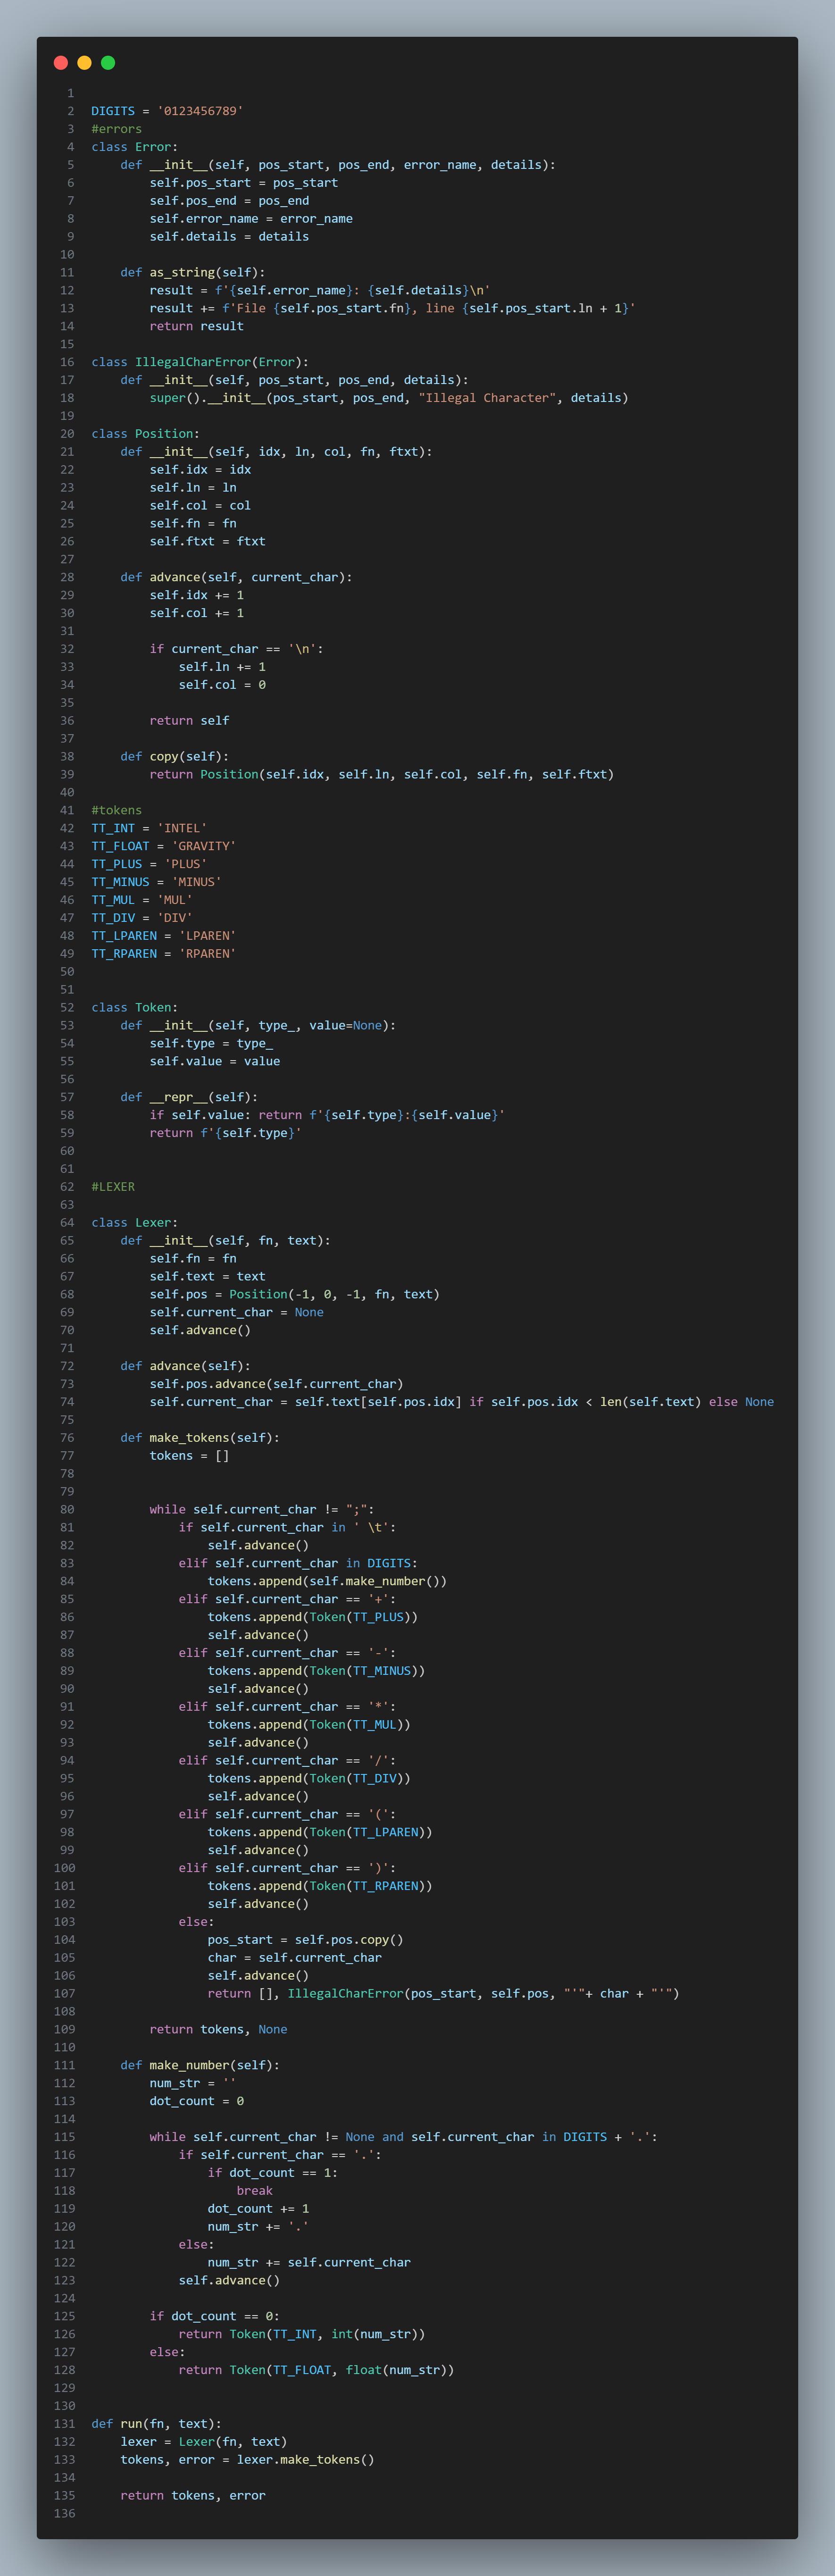 1
2 DIGITS = '0123456789'
3 #errors
4 class Error:
5     def __init__(self, pos_start, pos_end, error_name, details):
6         self.pos_start = pos_start
7         self.pos_end = pos_end
8         self.error_name = error_name
9         self.details = details
10
11     def as_string(self):
12         result = f'{self.error_name}: {self.details}\n'
13         result += f'File {self.pos_start.fn}, line {self.pos_start.ln + 1}'
14         return result
15
16 class IllegalCharError(Error):
17     def __init__(self, pos_start, pos_end, details):
18         super().__init__(pos_start, pos_end, "Illegal Character", details)
19
20 class Position:
21     def __init__(self, idx, ln, col, fn, ftxt):
22         self.idx = idx
23         self.ln = ln
24         self.col = col
25         self.fn = fn
26         self.ftxt = ftxt
27
28     def advance(self, current_char):
29         self.idx += 1
30         self.col += 1
31
32         if current_char == '\n':
33             self.ln += 1
34             self.col = 0
35
36         return self
37
38     def copy(self):
39         return Position(self.idx, self.ln, self.col, self.fn, self.ftxt)
40
41 #tokens
42 TT_INT = 'INTEL'
43 TT_FLOAT = 'GRAVITY'
44 TT_PLUS = 'PLUS'
45 TT_MINUS = 'MINUS'
46 TT_MUL = 'MUL'
47 TT_DIV = 'DIV'
48 TT_LPAREN = 'LPAREN'
49 TT_RPAREN = 'RPAREN'
50
51
52 class Token:
53     def __init__(self, type_, value=None):
54         self.type = type_
55         self.value = value
56
57     def __repr__(self):
58         if self.value: return f'{self.type}:{self.value}'
59         return f'{self.type}'
60
61
62 #LEXER
63
64 class Lexer:
65     def __init__(self, fn, text):
66         self.fn = fn
67         self.text = text
68         self.pos = Position(-1, 0, -1, fn, text)
69         self.current_char = None
70         self.advance()
71
72     def advance(self):
73         self.pos.advance(self.current_char)
74         self.current_char = self.text[self.pos.idx] if self.pos.idx < len(self.text) else None
75
76     def make_tokens(self):
77         tokens = []
78
79
80         while self.current_char != ";":
81             if self.current_char in ' \t':
82                 self.advance()
83             elif self.current_char in DIGITS:
84                 tokens.append(self.make_number())
85             elif self.current_char == '+':
86                 tokens.append(Token(TT_PLUS))
87                 self.advance()
88             elif self.current_char == '-':
89                 tokens.append(Token(TT_MINUS))
90                 self.advance()
91             elif self.current_char == '*':
92                 tokens.append(Token(TT_MUL))
93                 self.advance()
94             elif self.current_char == '/':
95                 tokens.append(Token(TT_DIV))
96                 self.advance()
97             elif self.current_char == '(':
98                 tokens.append(Token(TT_LPAREN))
99                 self.advance()
100             elif self.current_char == ')':
101                 tokens.append(Token(TT_RPAREN))
102                 self.advance()
103             else:
104                 pos_start = self.pos.copy()
105                 char = self.current_char
106                 self.advance()
107                 return [], IllegalCharError(pos_start, self.pos, "'"+ char + "'")
108
109         return tokens, None
110
111     def make_number(self):
112         num_str = ''
113         dot_count = 0
114
115         while self.current_char != None and self.current_char in DIGITS + '.':
116             if self.current_char == '.':
117                 if dot_count == 1:
118                     break
119                 dot_count += 1
120                 num_str += '.'
121             else:
122                 num_str += self.current_char
123             self.advance()
124
125         if dot_count == 0:
126             return Token(TT_INT, int(num_str))
127         else:
128             return Token(TT_FLOAT, float(num_str))
129
130
131 def run(fn, text):
132     lexer = Lexer(fn, text)
133     tokens, error = lexer.make_tokens()
134
135     return tokens, error
136